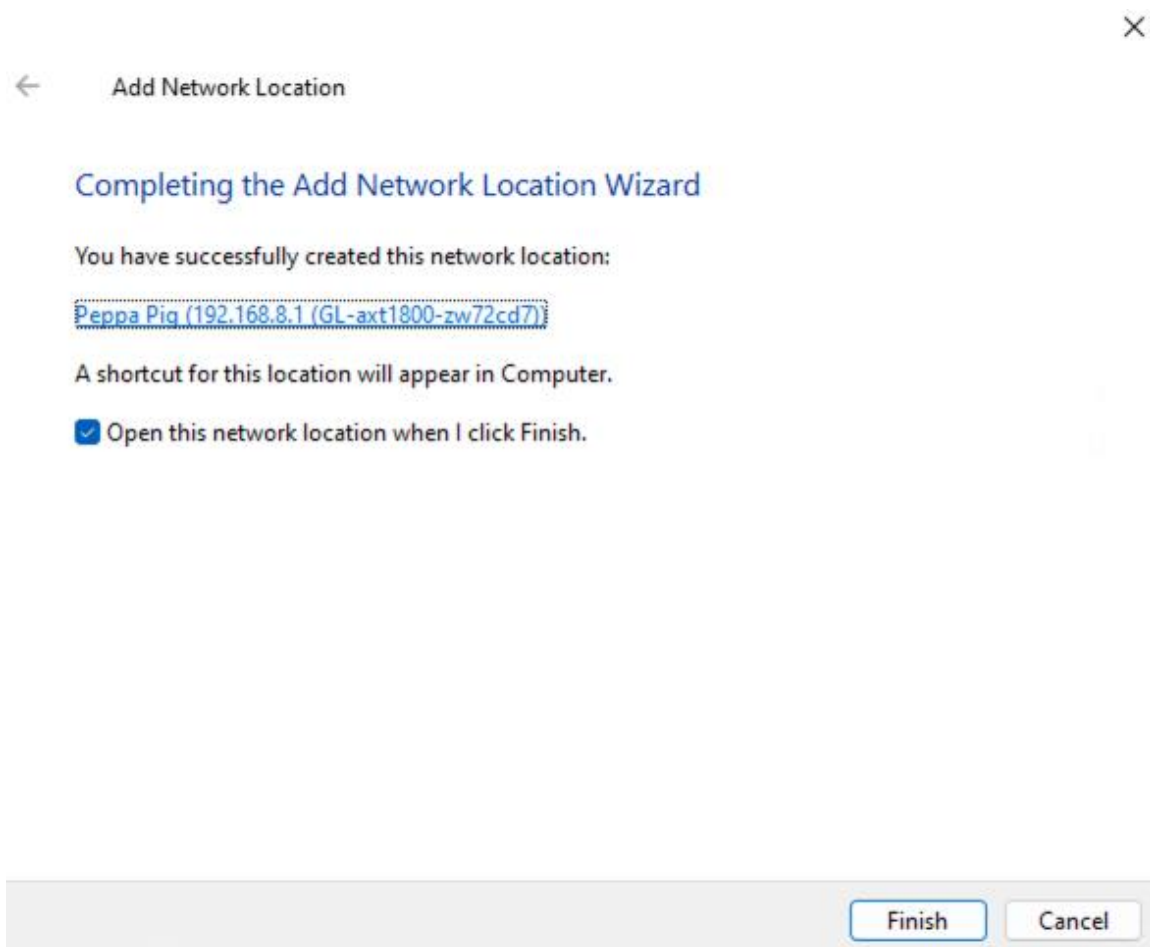 Add Network Location
Completing the Add Network Location Wizard
You have successfully created this network location:
Peppa Pig (192.168.8.1 (GL-axt1800-zw72cd7))
A shortcut for this location will appear in Computer.
Open this network location when I click Finish.
Finish
Cancel